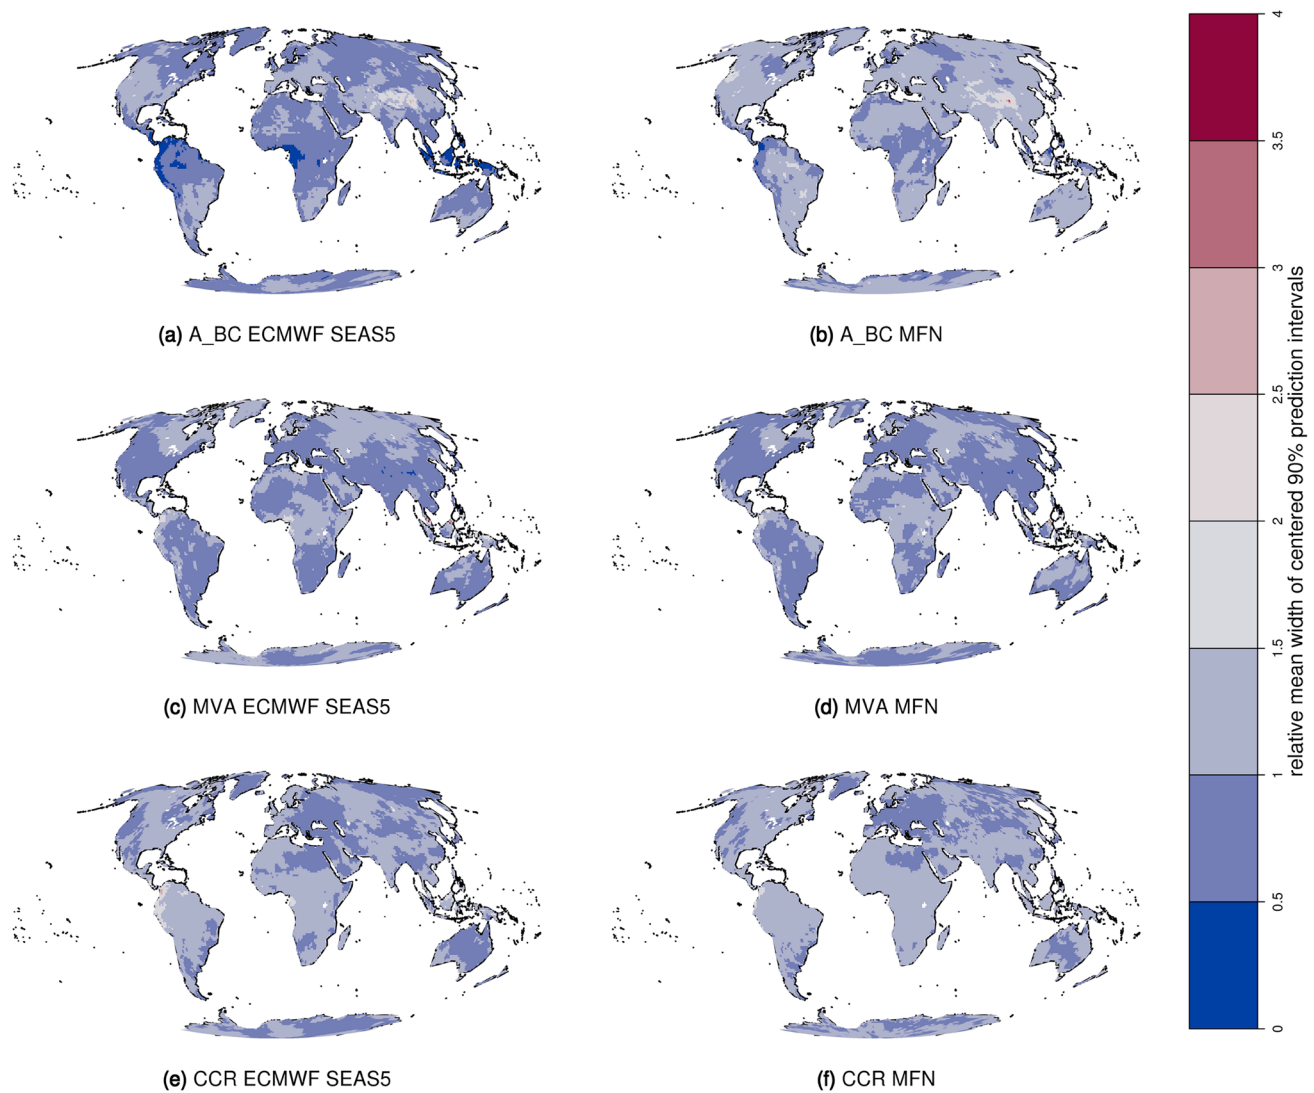 (a) A_BC ECMWF SEAS5
(b) A_BC MFN
(c) MVA ECMWF SEAS5
(d) MVA MFN
(e) CCR ECMWF SEAS5
(f) CCR MFN
4
3.5
3
2.5
2
1.5
1
0.5
0
relative mean width of centered 90% prediction intervals